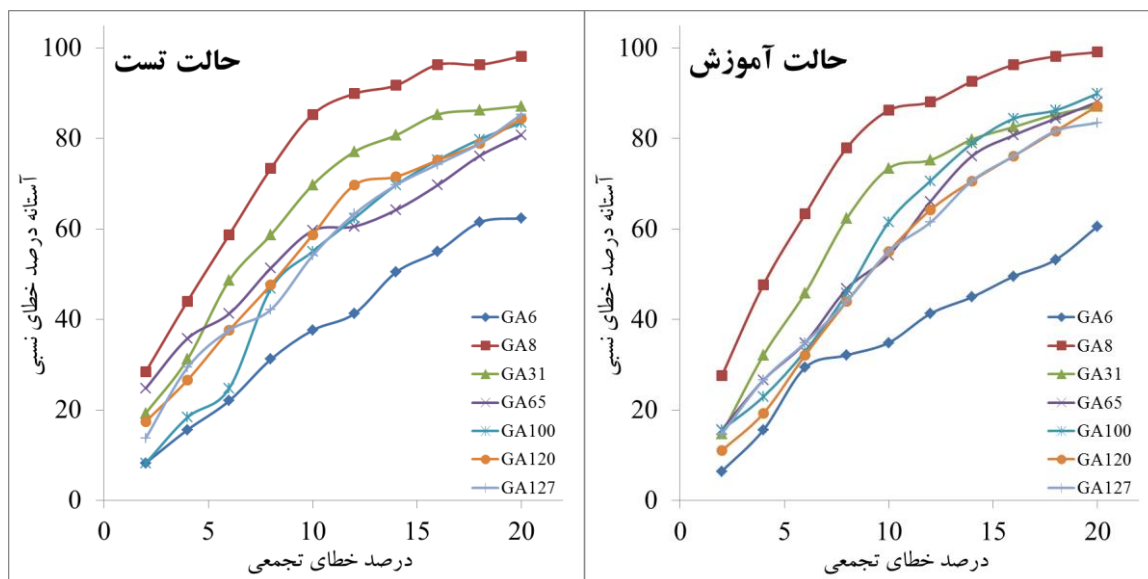 حالت تست
آستانه درصد خطای نسبی
100
80
60
40
20
0
GA6
GA8
GA31
GA65
GA100
GA120
GA127
0 5 10 15 20
درصد خطای تجمعی
حالت آموزش
آستانه درصد خطای نسبی
100
80
60
40
20
0
GA6
GA8
GA31
GA65
GA100
GA120
GA127
0 5 10 15 20
درصد خطای تجمعی